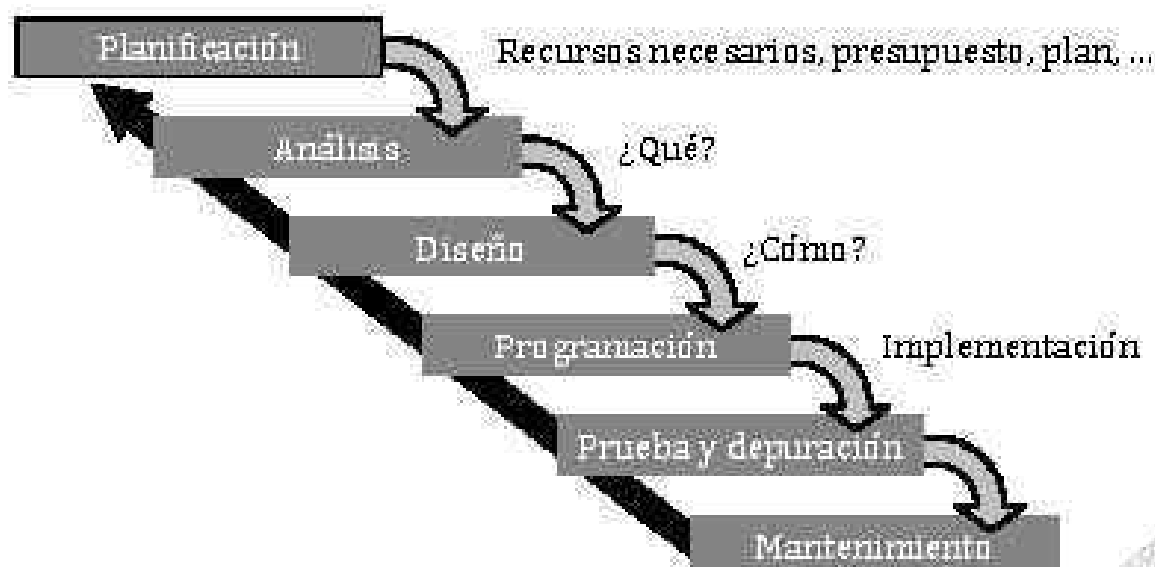 Planificación
Recursos necesarios, presupuesto, plan, ...
Análisis
¿Qué?
Diseño
¿Cómo?
Programación
Implementación
Prueba y depuración
Mantenimiento